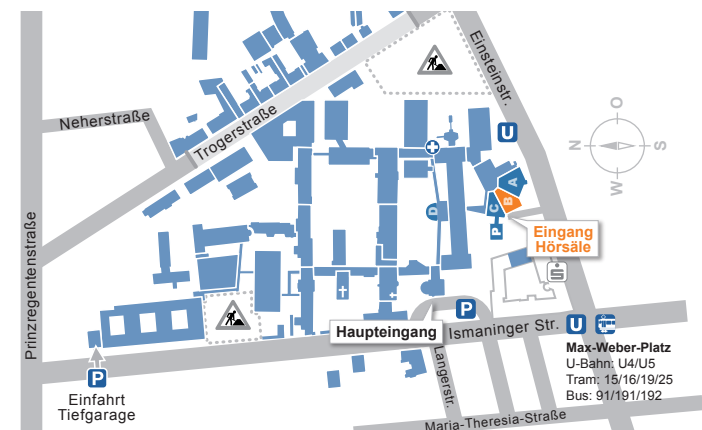 Einsteinstr.
Neherstraße
Trogerstraße
U
O
N
S
W
A
B
C
D
P
Eingang
Hörsäle
Prinzregentenstraße
S
P
Haupteingang
Ismaninger Str.
U
Max-Weber-Platz
U-Bahn: U4/U5
Tram: 15/16/19/25
Bus: 91/191/192
Langerstr.
P
Einfahrt
Tiefgarage
Maria-Theresia-Straße